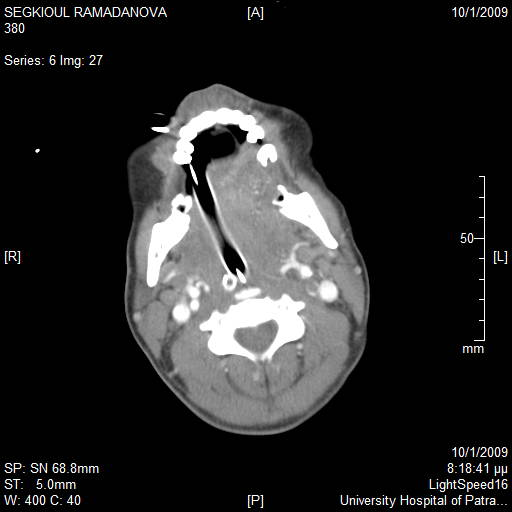 SEGKIOUL RAMADANOVA
[A]
10/1/2009
380
Series: 6 Img: 27
[R]
50
[L]
mm
10/1/2009
SP: SN 68.8mm
8:18:41 μμ
ST: 5.0mm
LightSpeed16
W: 400 C: 40
[P]
University Hospital of Patra...